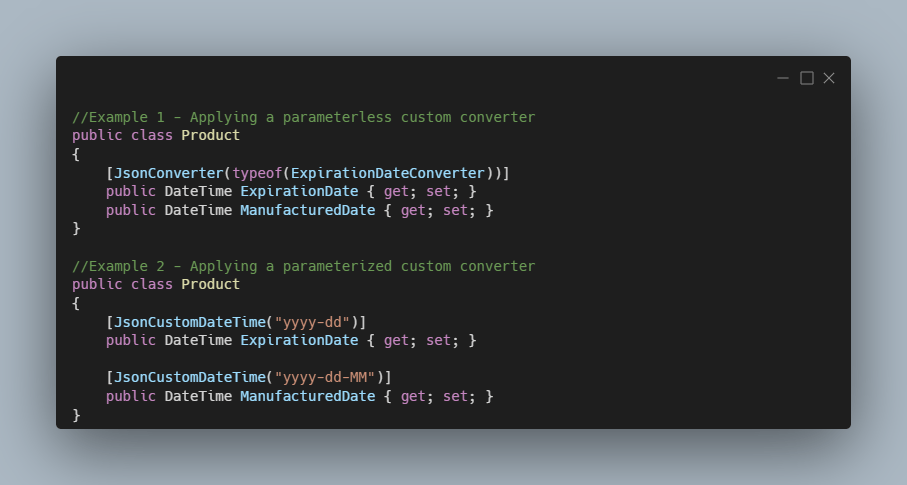 //Example 1 - Applying a parameterless custom converter
public class Product
{
    [JsonConverter(typeof(ExpirationDateConverter))]
    public DateTime ExpirationDate { get; set; }
    public DateTime ManufacturedDate { get; set; }
}

//Example 2 - Applying a parameterized custom converter
public class Product
{
    [JsonCustomDateTime("yyyy-dd")]
    public DateTime ExpirationDate { get; set; }

    [JsonCustomDateTime("yyyy-dd-MM")]
    public DateTime ManufacturedDate { get; set; }
}